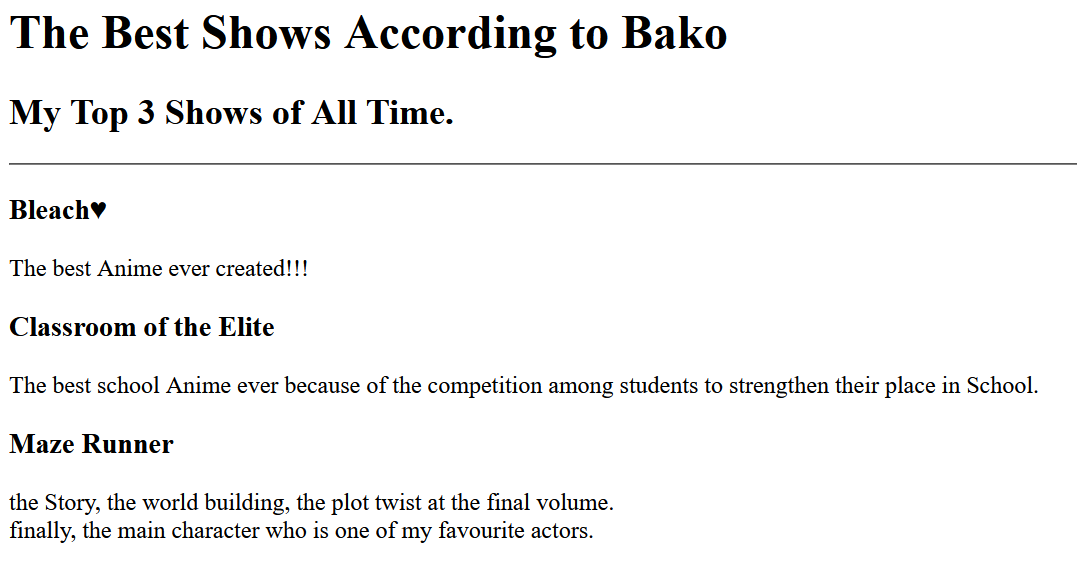 The Best Shows According to Bako
My Top 3 Shows of All Time.
Bleach♥
The best Anime ever created!!!
Classroom of the Elite
The best school Anime ever because of the competition among students to strengthen their place in School.
Maze Runner
the Story, the world building, the plot twist at the final volume.
finally, the main character who is one of my favourite actors.